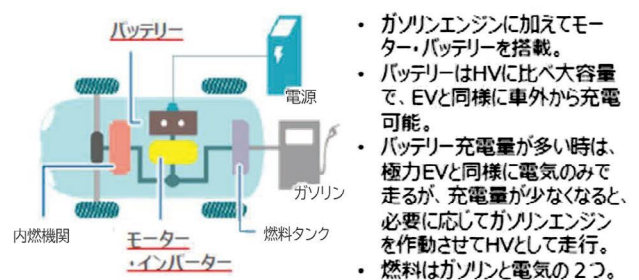 バッテリー
電源
ガソリン
内燃機関
モーター
・インバーター
燃料タンク
・ ガソリンエンジンに加えてモー
ター・バッテリーを搭載。
・ バッテリーはHVに比べ大容量
で、EVと同様に車外から充電
可能。
・ バッテリー充電量が多い時は、
極力EVと同様に電気のみで
走るが、充電量が少なくなると、
必要に応じてガソリンエンジン
を作動させてHVとして走行。
・ 燃料はガソリンと電気の２つ。